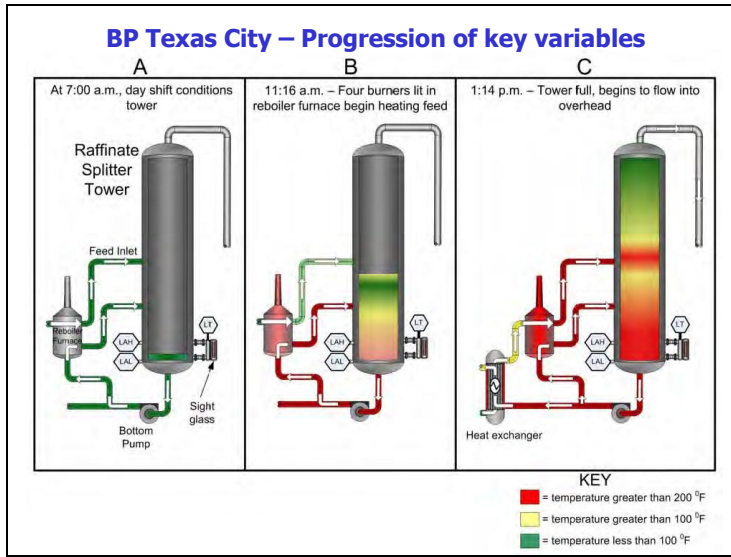 BP Texas City – Progression of key variables
A
At 7:00 a.m., day shift conditions
tower
Raffinate
Splitter
Tower
Feed Inlet
Reboiler
Furnace
LAH
LAL
LT
Sight
glass
Bottom
Pump
B
11:16 a.m. – Four burners lit in
reboiler furnace begin heating feed
LAH
LAL
LT
C
1:14 p.m. – Tower full, begins to flow into
overhead
LAH
LAL
LT
Heat exchanger
KEY
= temperature greater than 200 ⁰F
= temperature greater than 100 ⁰F
= temperature less than 100 ⁰F